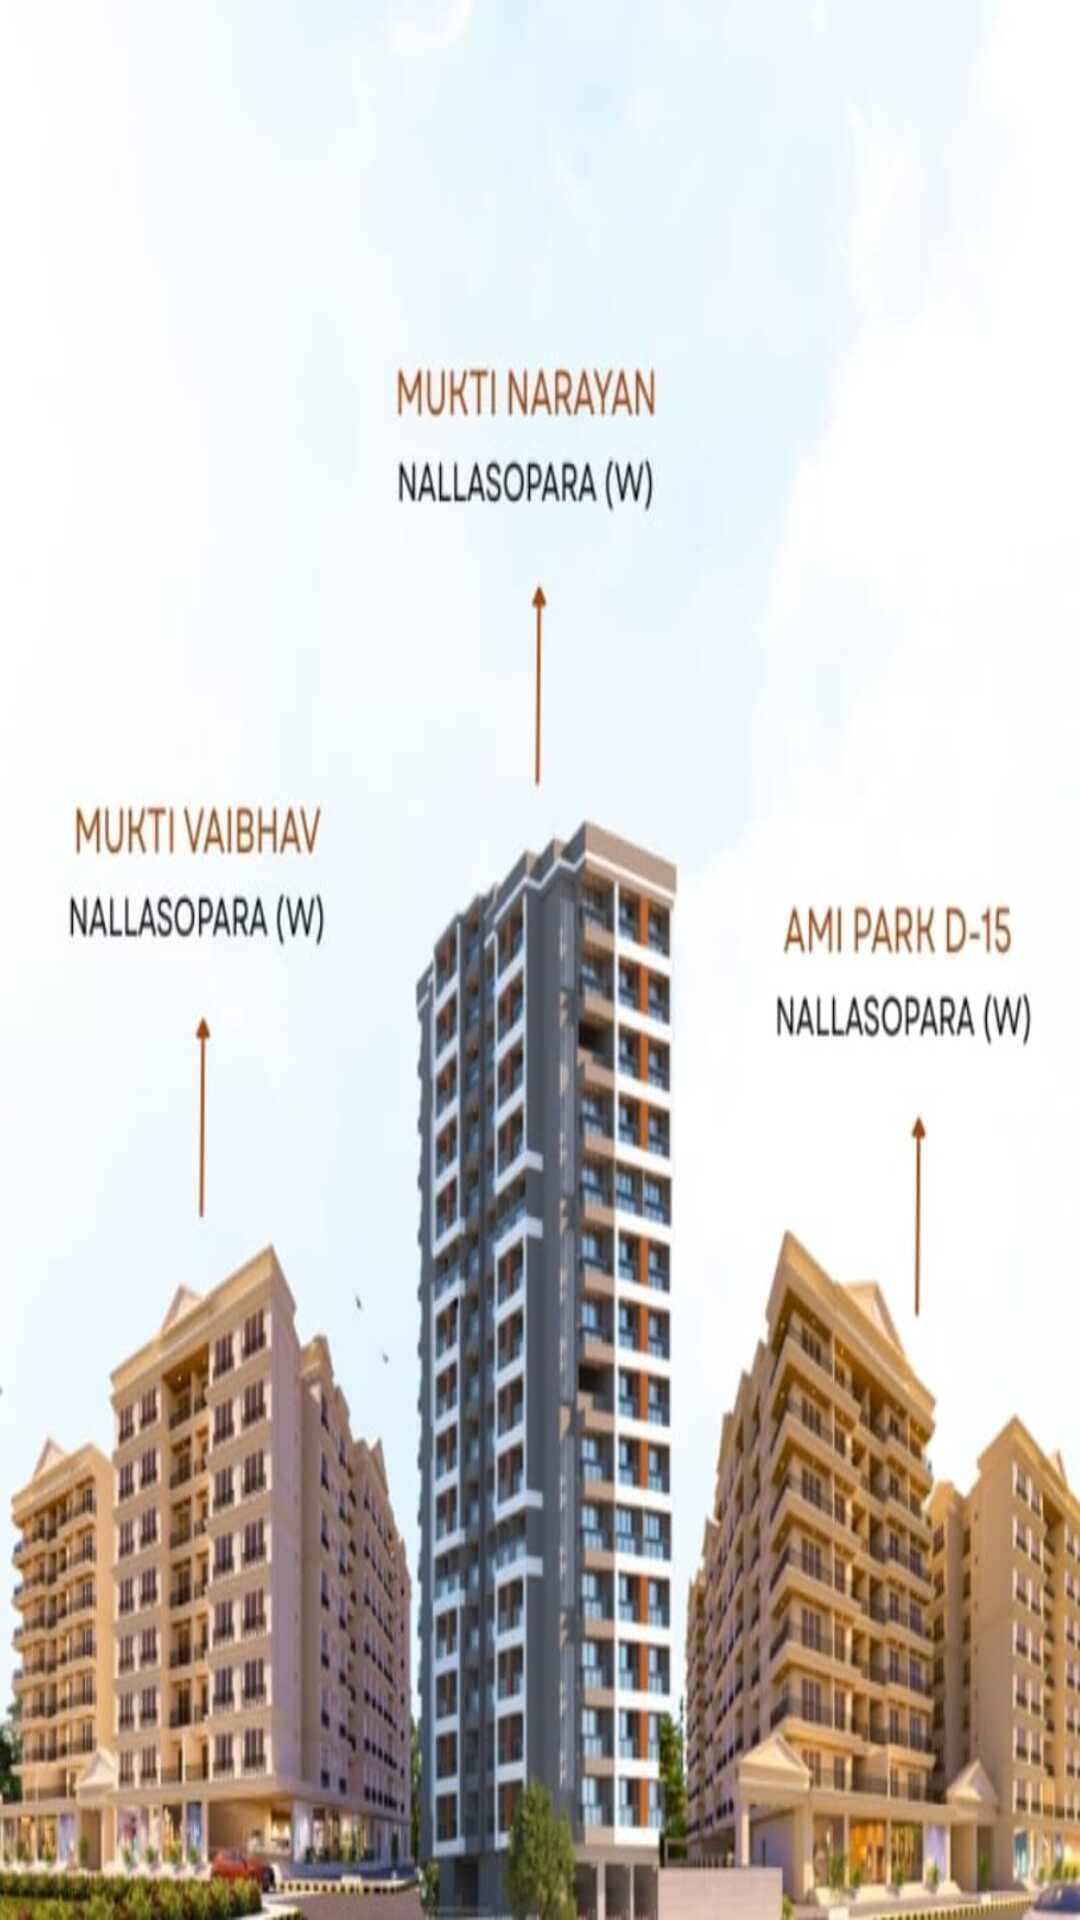 MUKTI NARAYAN
NALLASOPARA (W)
MUKTI VAIBHAV
NALLASOPARA (W)
AMI PARK D-15
NALLASOPARA (W)